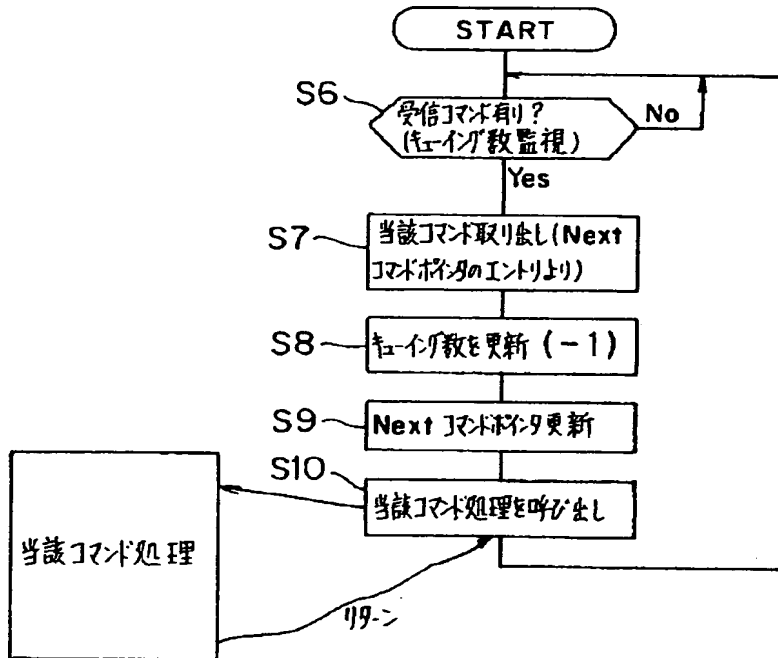 START
S6
受信コマンド有り?
(キューイング数監視)
No
Yes
S7
当該コマンド取り出し(Next
コマンドポインタのエントリより)
S8
キューイング数を更新 (-1)
S9
Next コマンドポインタ更新
S10
当該コマンド処理を呼び出し
当該コマンド処理
リターン